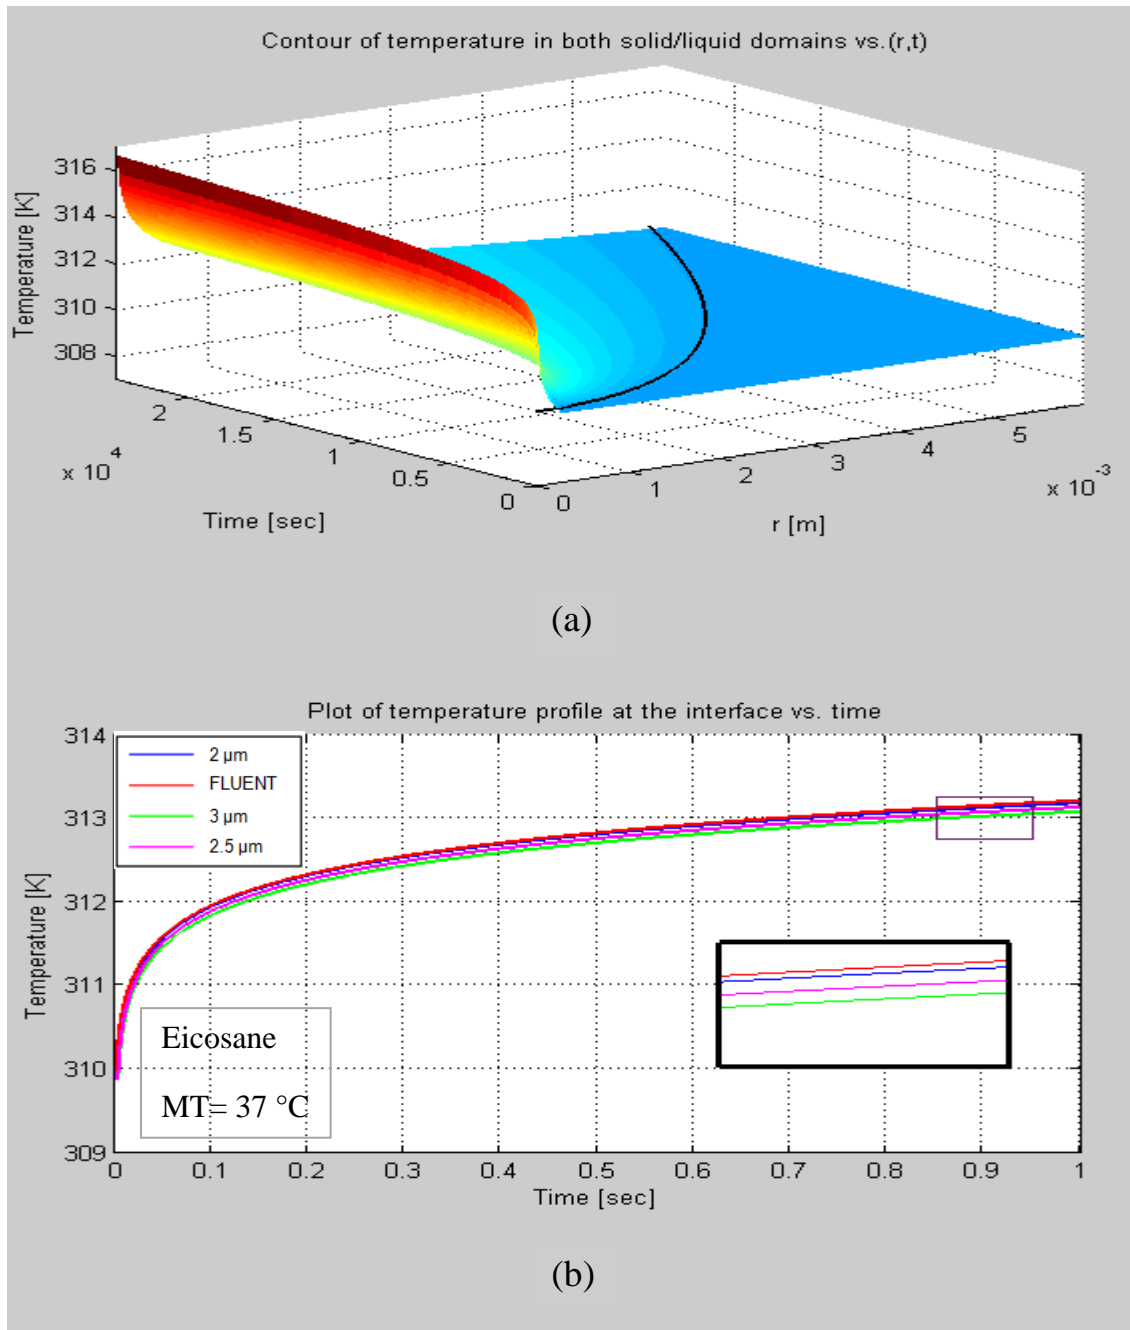 Contour of temperature in both solid/liquid domains vs.(r,t)
316
314
312
310
308
Temperature [K]
2
1.5
1
0.5
0
x 10^4
Time [sec]
0
1
2
3
4
5
x 10^-3
r [m]
(a)
Plot of temperature profile at the interface vs. time
314
313
312
311
310
309
Temperature [K]
2 µm
FLUENT
3 µm
2.5 µm
Eicosane
MT= 37 °C
0 0.1 0.2 0.3 0.4 0.5 0.6 0.7 0.8 0.9 1
Time [sec]
(b)